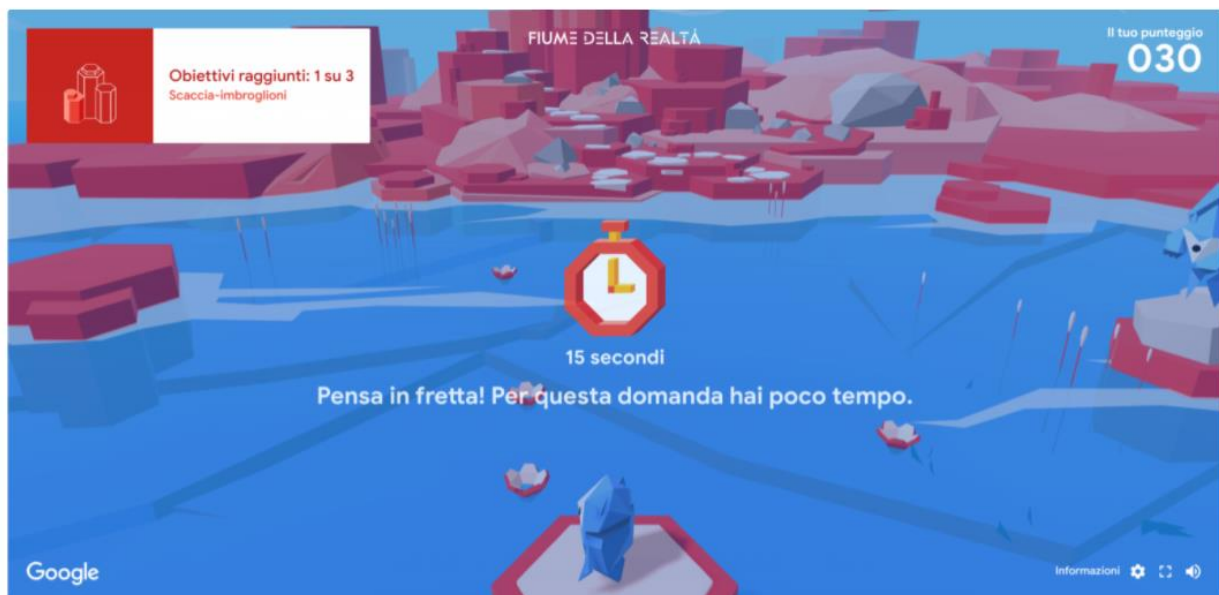 FIUME DELLA REALTÀ
Il tuo punteggio
030
Obiettivi raggiunti: 1 su 3
Scaccia-imbroglioni
15 secondi
Pensa in fretta! Per questa domanda hai poco tempo.
Google
Informazioni